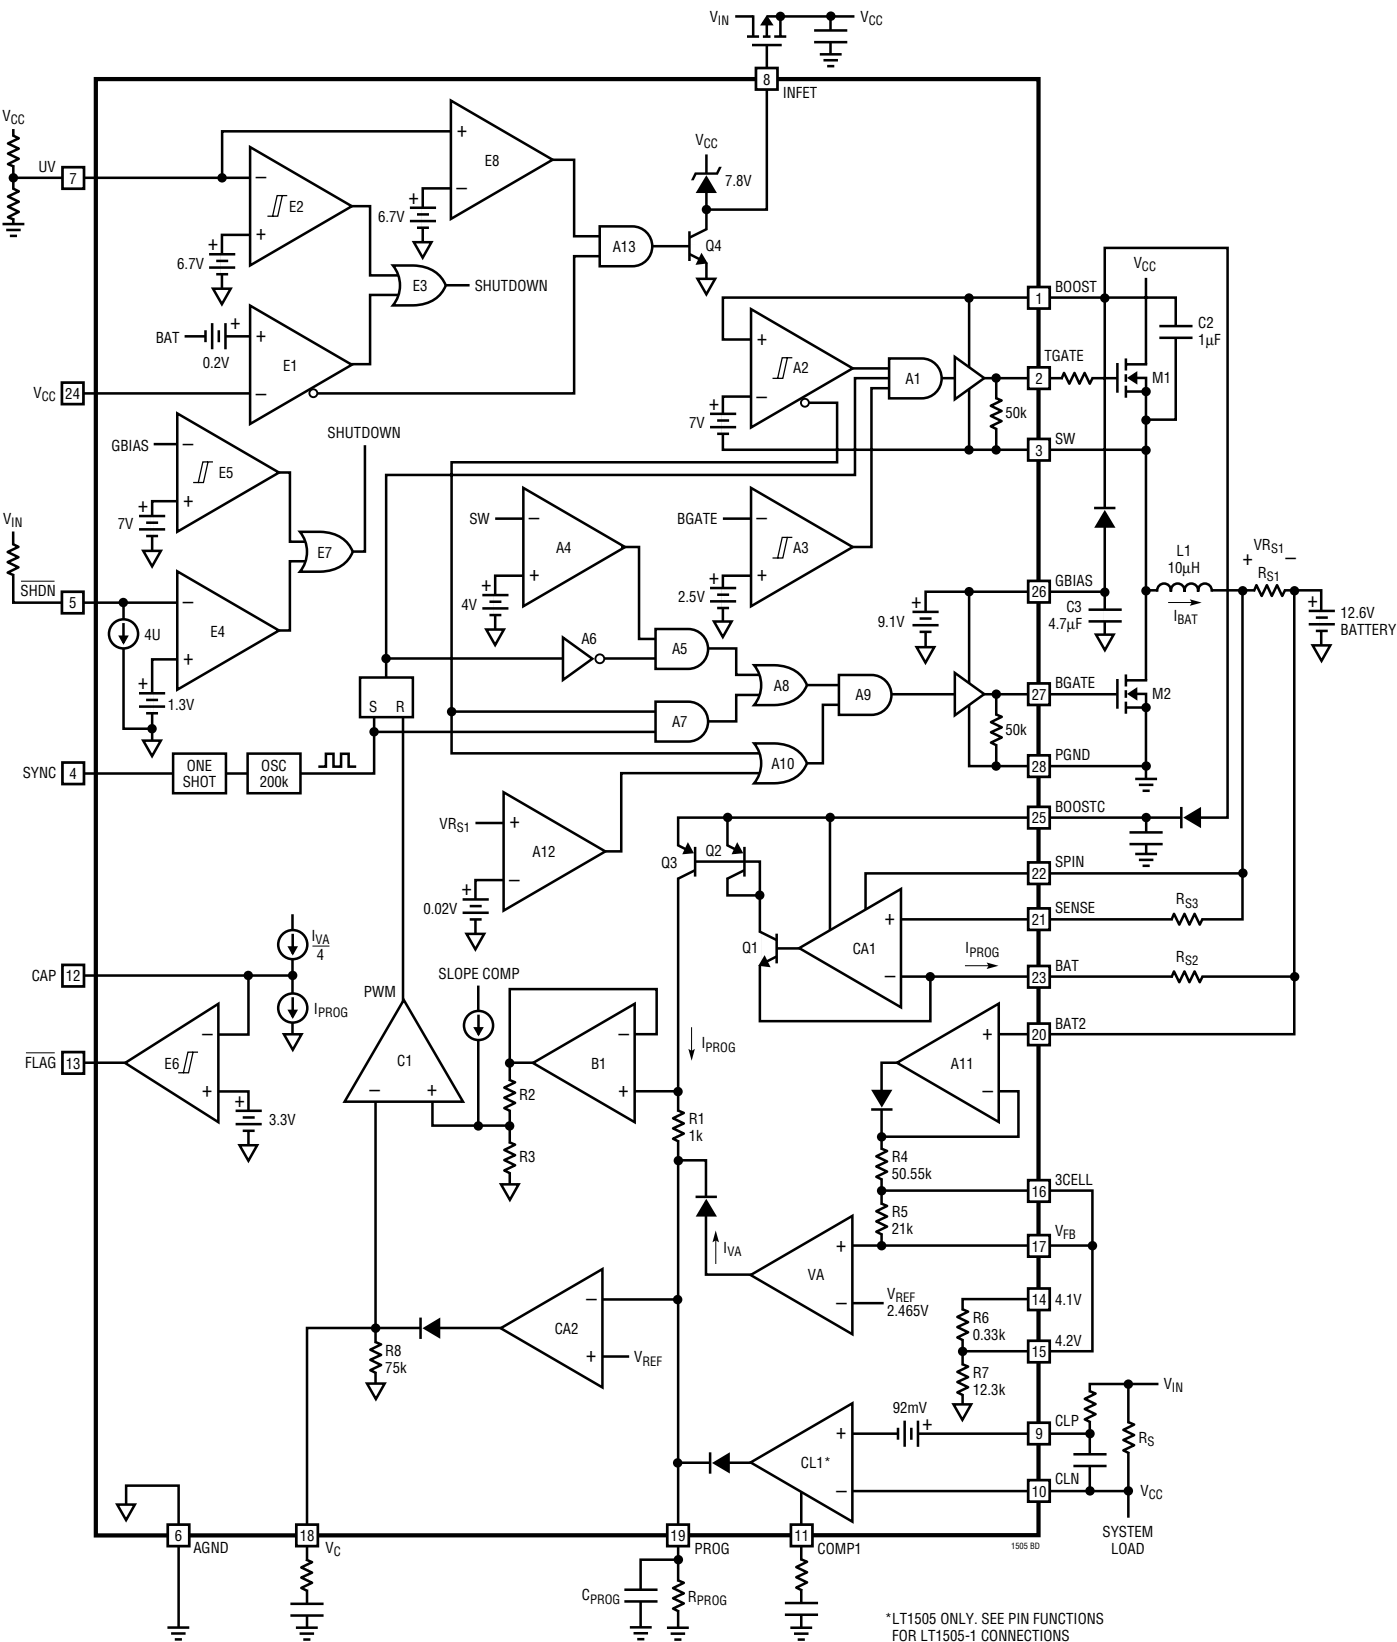 VIN
VCC
8
INFET
VCC
UV
7
E2
6.7V
E8
6.7V
VCC
7.8V
A13
Q4
E3
SHUTDOWN
BAT
0.2V
E1
VCC
24
1
BOOST
VCC
C2
1µF
A2
7V
A1
TGATE
2
M1
50k
SW
3
SHUTDOWN
GBIAS
E5
7V
E7
VIN
SHDN
5
4U
E4
1.3V
SW
A4
4V
BGATE
A3
2.5V
L1
10µH
VRS1
+ −
RS1
IBAT
12.6V
BATTERY
GBIAS
26
9.1V
C3
4.7µF
A6
A5
A8
A9
A7
A10
S R
BGATE
27
M2
50k
PGND
28
SYNC
4
ONE
SHOT
OSC
200k
VRS1
A12
0.02V
BOOSTC
25
Q3
Q2
Q1
SPIN
22
SENSE
21
RS3
CA1
IPROG
BAT
23
RS2
BAT2
20
IVA
4
CAP
12
IPROG
FLAG
13
E6
3.3V
PWM
SLOPE COMP
C1
R2
R3
B1
IPROG
R1
1k
A11
R4
50.55k
3CELL
16
R5
21k
VFB
17
IVA
VA
VREF
2.465V
14
4.1V
R6
0.33k
15
4.2V
R7
12.3k
CA2
VREF
R8
75k
92mV
CLP
9
VIN
RS
CL1*
CLN
10
VCC
SYSTEM
LOAD
6
AGND
18
VC
19
PROG
11
COMP1
1505 BD
CPROG
RPROG
*LT1505 ONLY. SEE PIN FUNCTIONS
FOR LT1505-1 CONNECTIONS